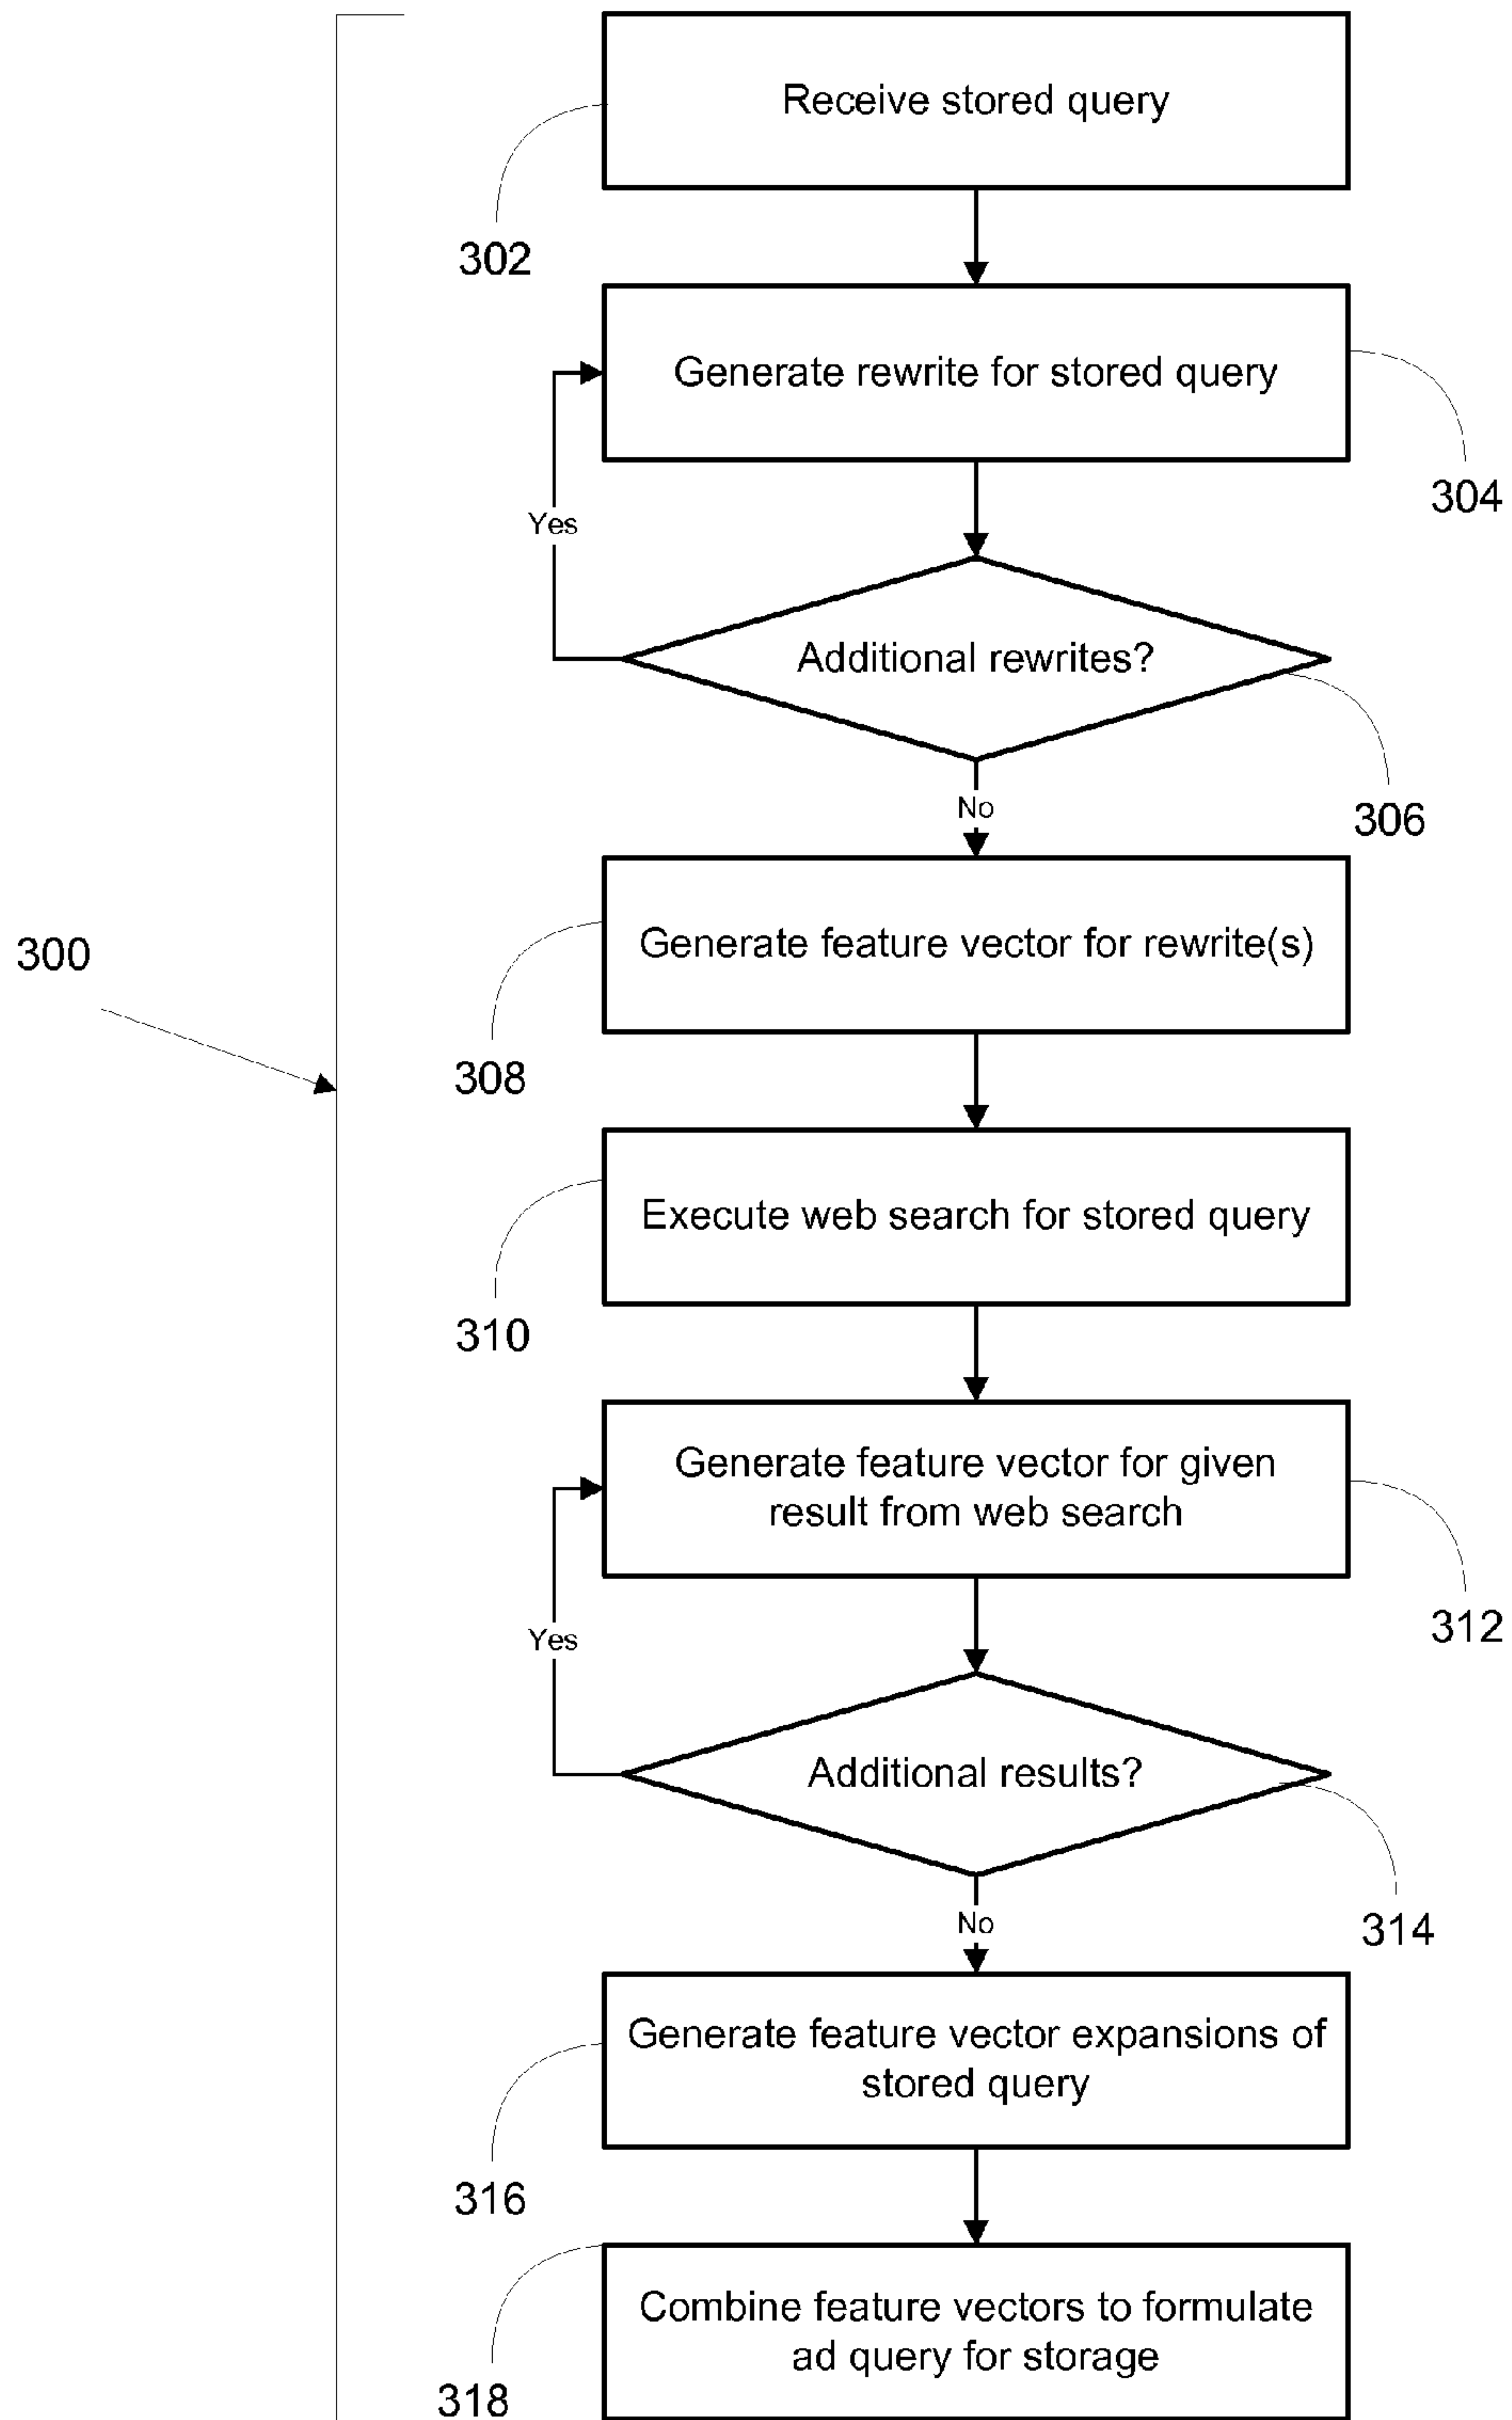 Receive stored query
302
Generate rewrite for stored query
304
Yes
Additional rewrites?
306
No
300
Generate feature vector for rewrite(s)
308
Execute web search for stored query
310
Generate feature vector for given
result from web search
312
Yes
Additional results?
314
No
Generate feature vector expansions of
stored query
316
Combine feature vectors to formulate
ad query for storage
318